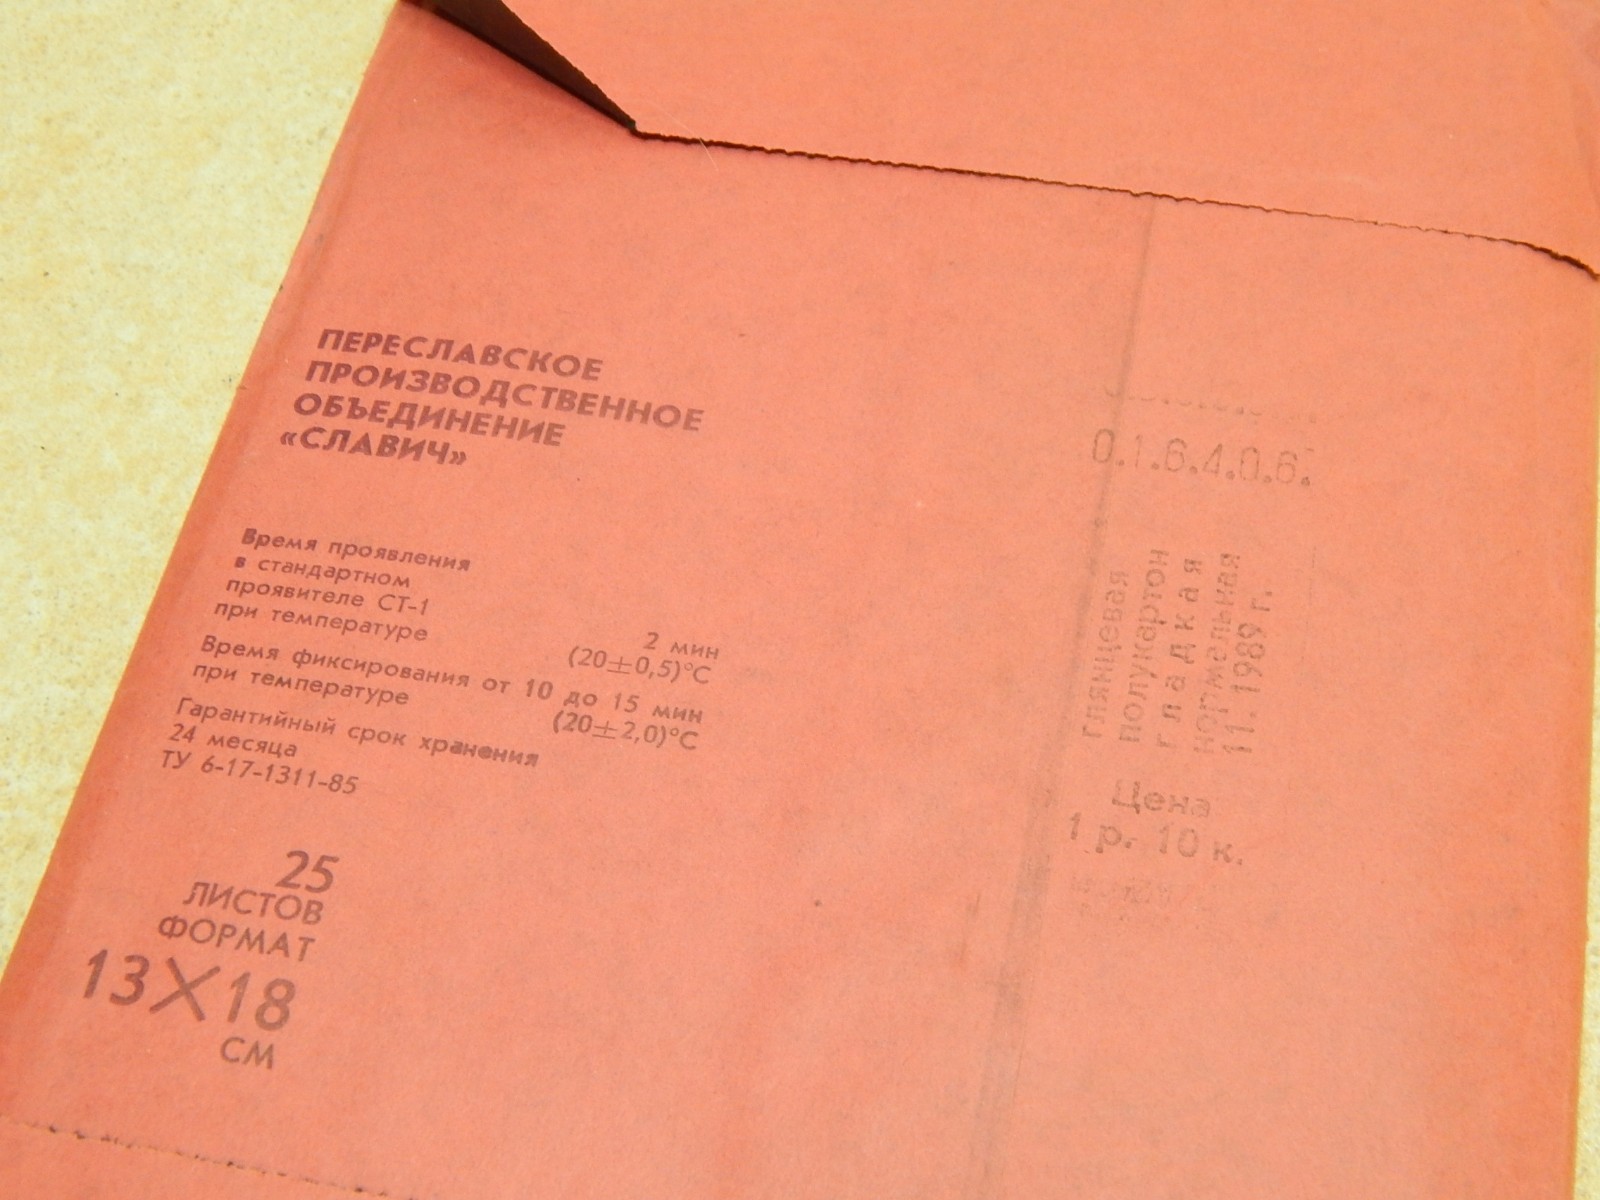 ПЕРЕСЛАВСКОЕ
ПРОИЗВОДСТВЕННОЕ
ОБЪЕДИНЕНИЕ
«СЛАВИЧ»
Время проявления
в стандартном
проявителе СТ-1 2 мин
при температуре (20±0,5)°С
Время фиксирования от 10 до 15 мин
при температуре (20±2,0)°С
Гарантийный срок хранения
24 месяца
ТУ 6-17-1311-85
25
ЛИСТОВ
ФОРМАТ
13X18
СМ
0.1.6.4.0.6.
глянцевая
полукартон
гладкая
нормальная
11.1989 г.
Цена
1 р. 10 к.